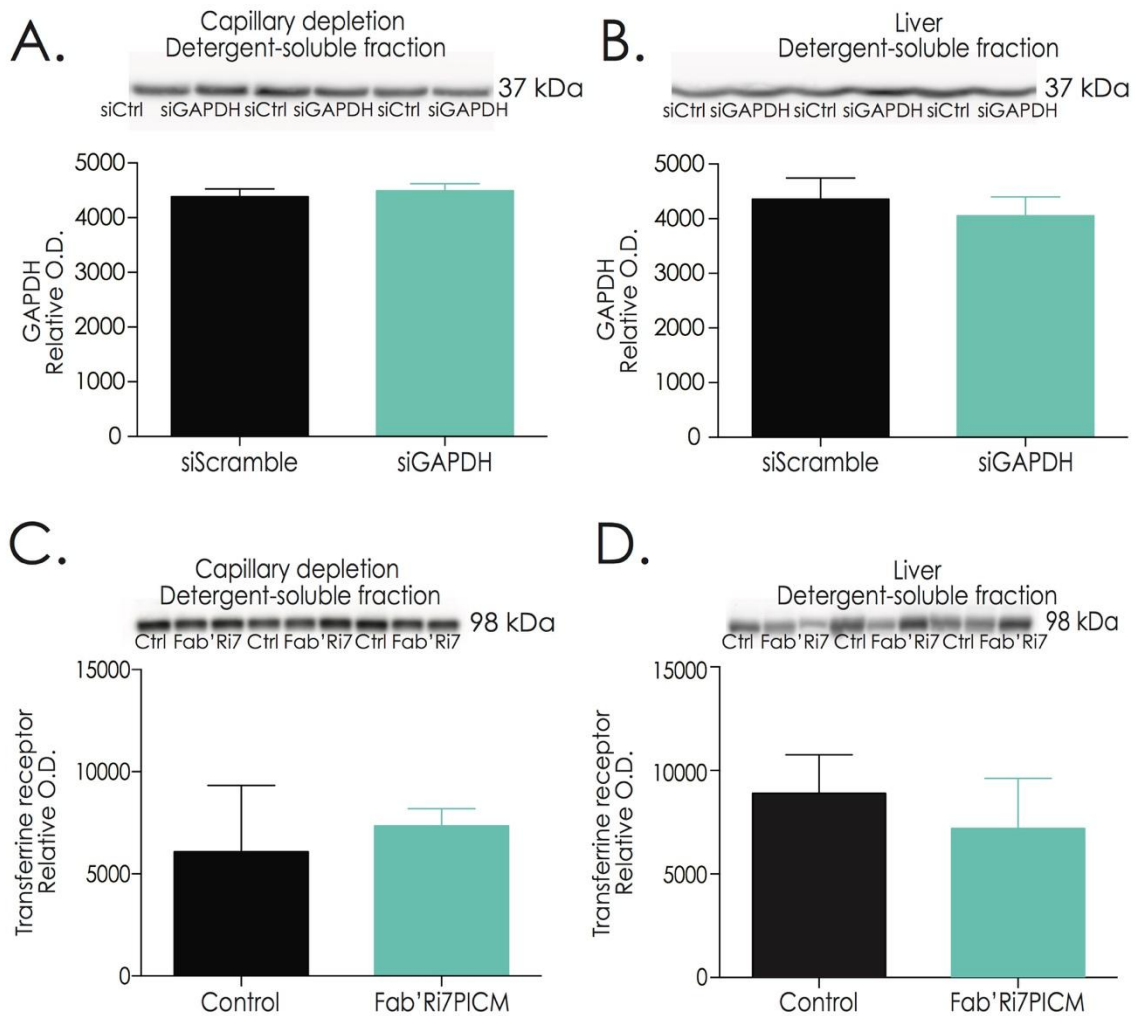 A.
Capillary depletion
Detergent-soluble fraction
37 kDa
siCtrl siGAPDH siCtrl siGAPDH siCtrl siGAPDH
5000
4000
3000
2000
1000
0
GAPDH
Relative O.D.
siScramble siGAPDH
B.
Liver
Detergent-soluble fraction
37 kDa
siCtrl siGAPDH siCtrl siGAPDH siCtrl siGAPDH
5000
4000
3000
2000
1000
0
GAPDH
Relative O.D.
siScramble siGAPDH
C.
Capillary depletion
Detergent-soluble fraction
98 kDa
Ctrl Fab'Ri7 Ctrl Fab'Ri7 Ctrl Fab'Ri7
15000
10000
5000
0
Transferrine receptor
Relative O.D.
Control Fab'Ri7PICM
D.
Liver
Detergent-soluble fraction
98 kDa
Ctrl Fab'Ri7 Ctrl Fab'Ri7 Ctrl Fab'Ri7
15000
10000
5000
0
Transferrine receptor
Relative O.D.
Control Fab'Ri7PICM